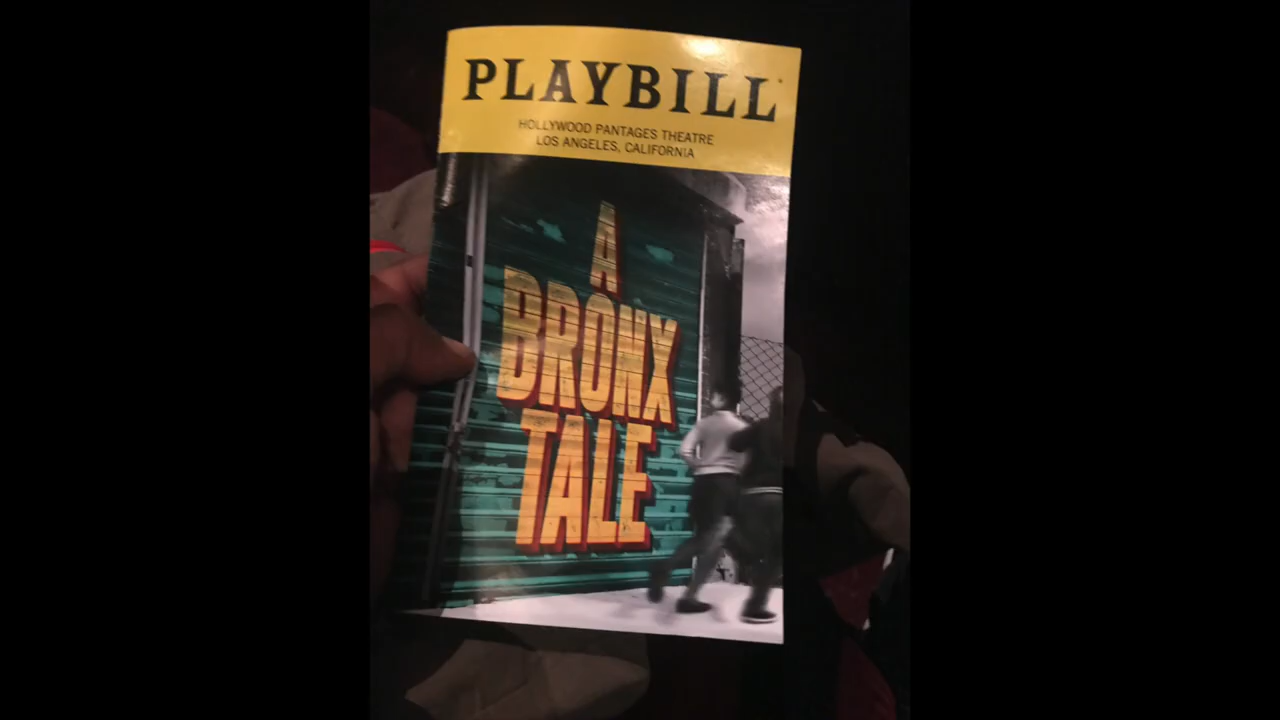 PLAYBILL
HOLLYWOOD PANTAGES THEATRE
LOS ANGELES, CALIFORNIA
A
BRONX
TALE